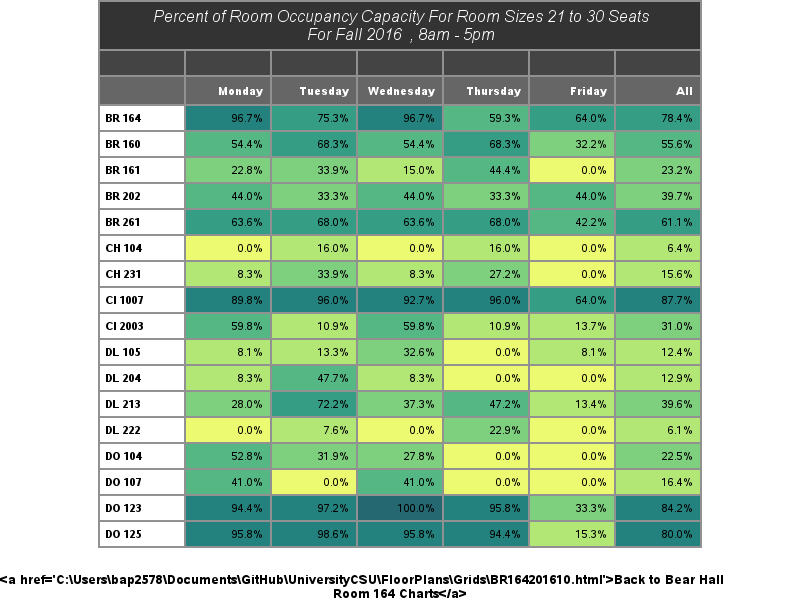 Percent of Room Occupancy Capacity For Room Sizes 21 to 30 Seats
For Fall 2016 , 8am - 5pm
Monday Tuesday Wednesday Thursday Friday All
BR 164 96.7% 75.3% 96.7% 59.3% 64.0% 78.4%
BR 160 54.4% 68.3% 54.4% 68.3% 32.2% 55.6%
BR 161 22.8% 33.9% 15.0% 44.4% 0.0% 23.2%
BR 202 44.0% 33.3% 44.0% 33.3% 44.0% 39.7%
BR 261 63.6% 68.0% 63.6% 68.0% 42.2% 61.1%
CH 104 0.0% 16.0% 0.0% 16.0% 0.0% 6.4%
CH 231 8.3% 33.9% 8.3% 27.2% 0.0% 15.6%
CI 1007 89.8% 96.0% 92.7% 96.0% 64.0% 87.7%
CI 2003 59.8% 10.9% 59.8% 10.9% 13.7% 31.0%
DL 105 8.1% 13.3% 32.6% 0.0% 8.1% 12.4%
DL 204 8.3% 47.7% 8.3% 0.0% 0.0% 12.9%
DL 213 28.0% 72.2% 37.3% 47.2% 13.4% 39.6%
DL 222 0.0% 7.6% 0.0% 22.9% 0.0% 6.1%
DO 104 52.8% 31.9% 27.8% 0.0% 0.0% 22.5%
DO 107 41.0% 0.0% 41.0% 0.0% 0.0% 16.4%
DO 123 94.4% 97.2% 100.0% 95.8% 33.3% 84.2%
DO 125 95.8% 98.6% 95.8% 94.4% 15.3% 80.0%
<a href='C:\Users\bap2578\Documents\GitHub\UniversityCSU\FloorPlans\Grids\BR164201610.html'>Back to Bear Hall
Room 164 Charts</a>